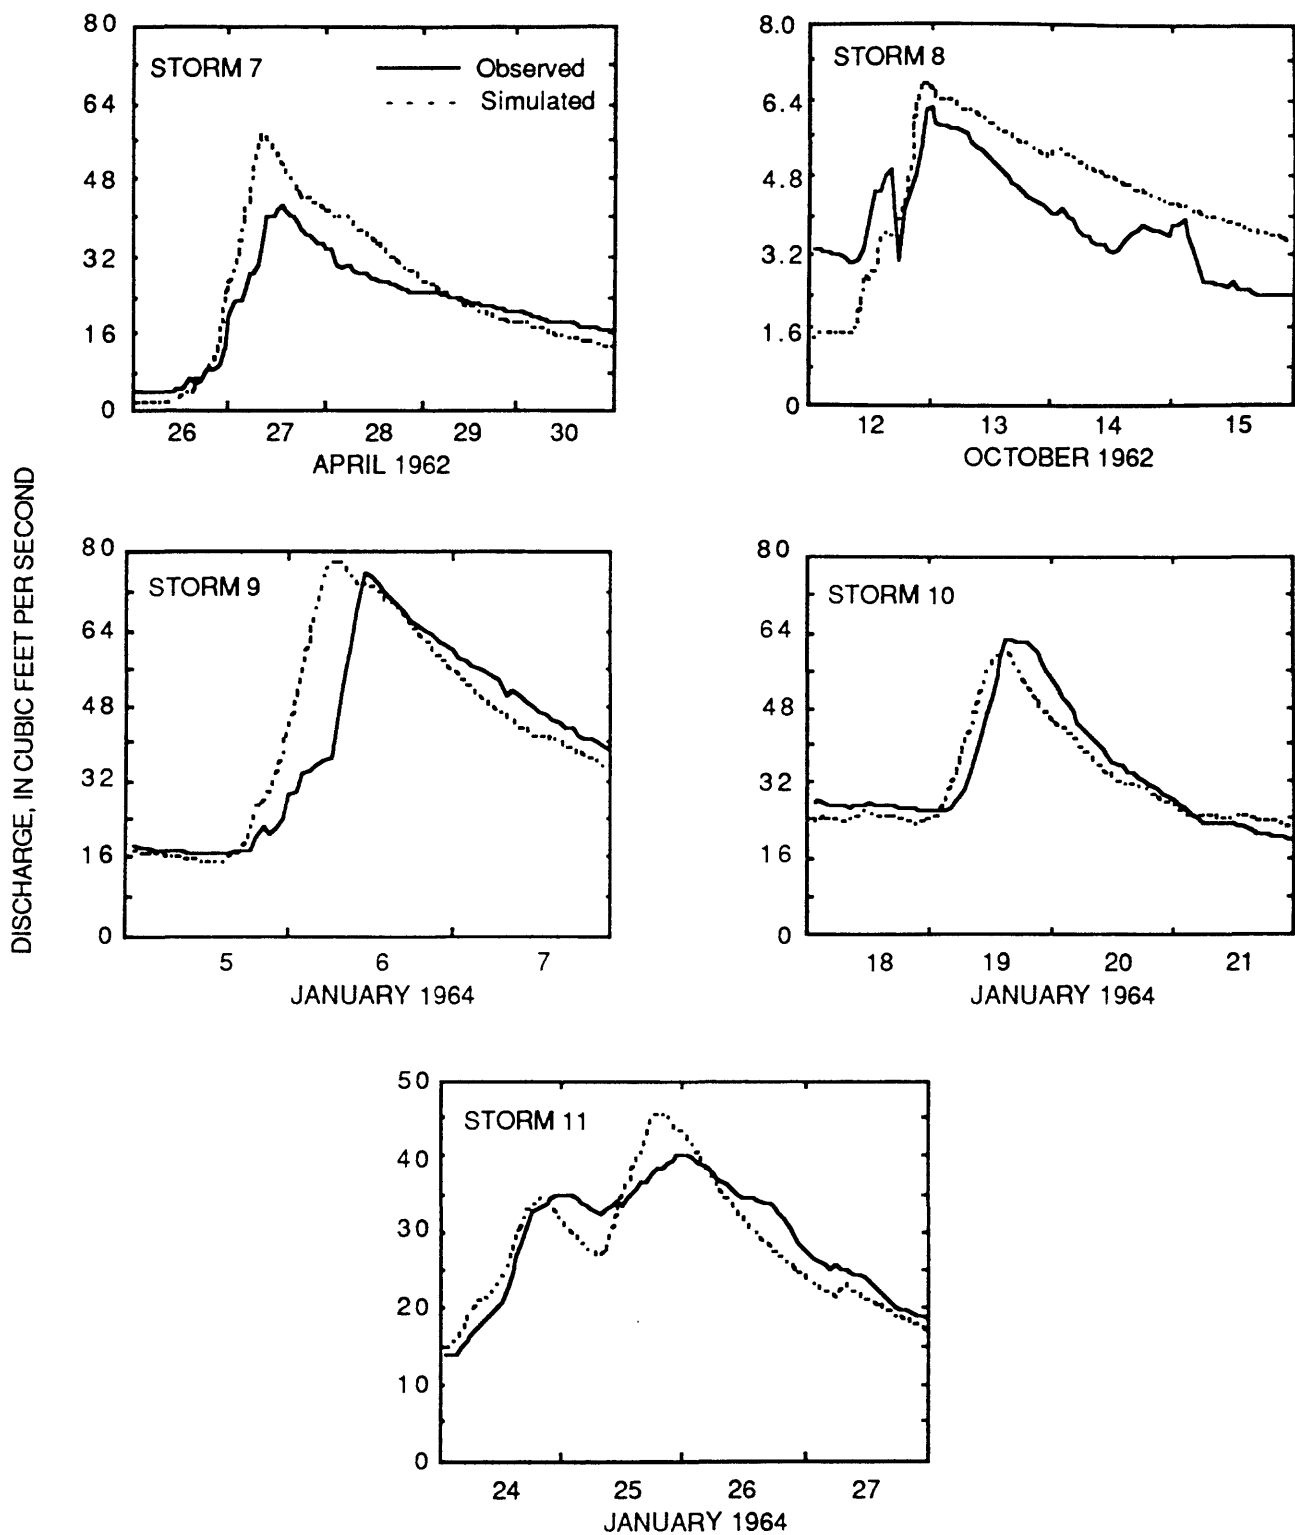 DISCHARGE, IN CUBIC FEET PER SECOND
STORM 7
Observed
Simulated
80
64
48
32
16
0
26 27 28 29 30
APRIL 1962
STORM 8
8.0
6.4
4.8
3.2
1.6
0
12 13 14 15
OCTOBER 1962
STORM 9
80
64
48
32
16
0
5 6 7
JANUARY 1964
STORM 10
80
64
48
32
16
0
18 19 20 21
JANUARY 1964
STORM 11
50
40
30
20
10
0
24 25 26 27
JANUARY 1964